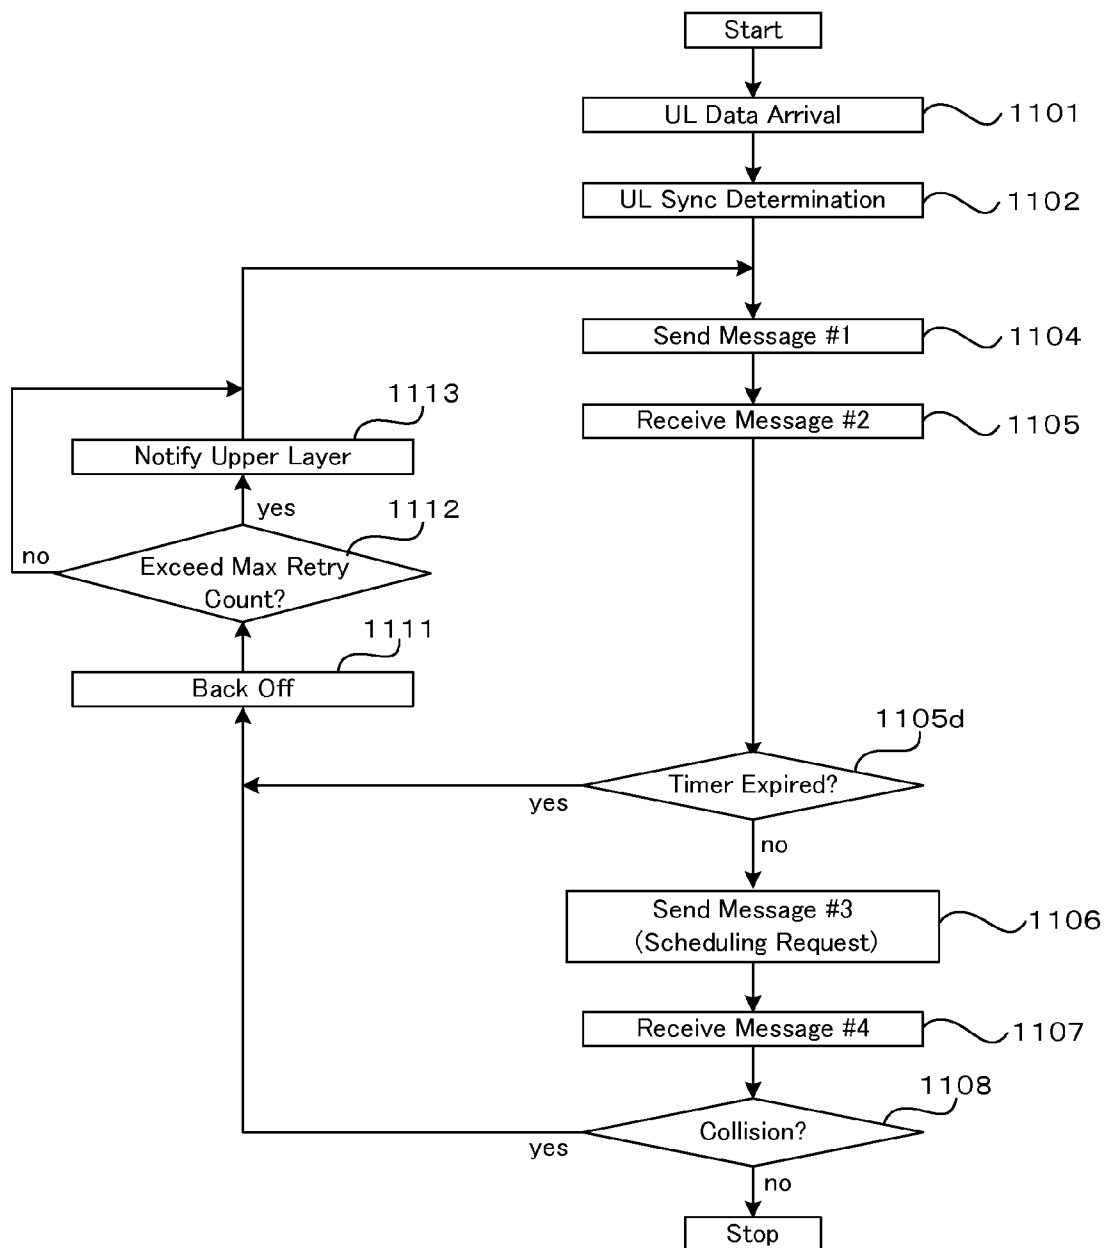 Start
UL Data Arrival
1101
UL Sync Determination
1102
Send Message #1
1104
Receive Message #2
1105
1113
Notify Upper Layer
yes
1112
no
Exceed Max Retry
Count?
1111
Back Off
1105d
Timer Expired?
yes
no
Send Message #3
(Scheduling Request)
1106
Receive Message #4
1107
1108
Collision?
yes
no
Stop